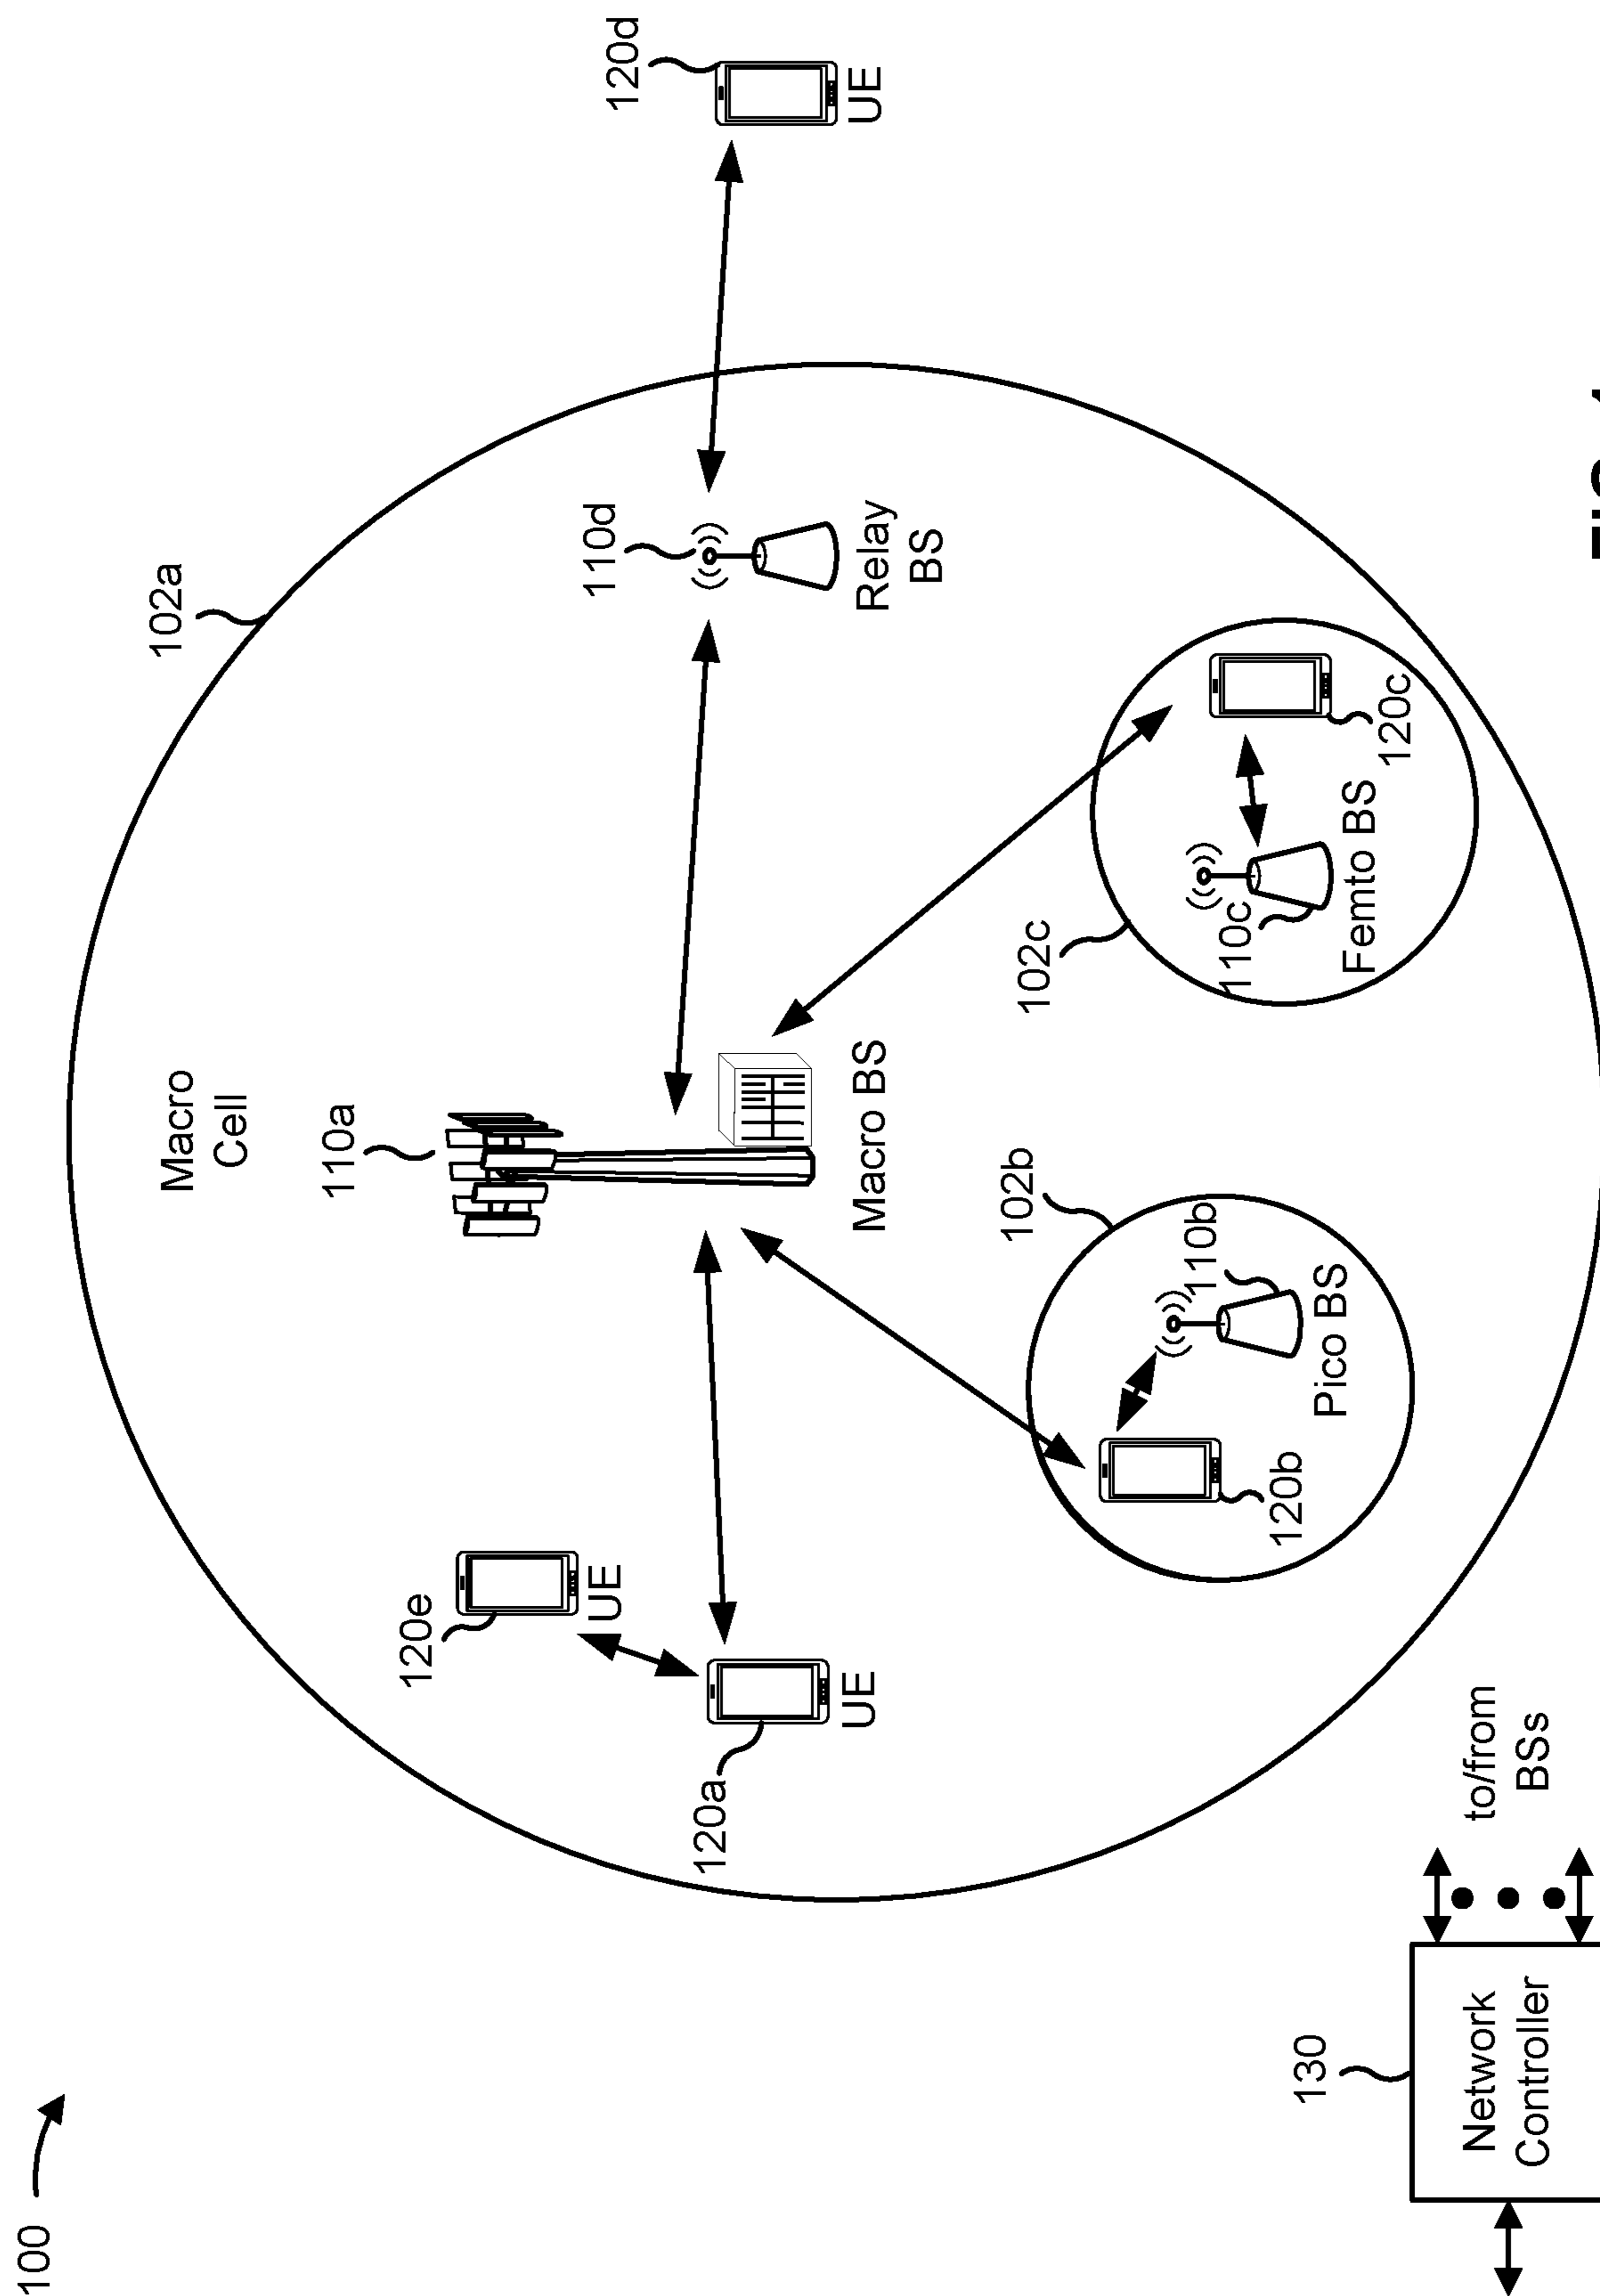 100
102a
Macro
Cell
110a
120e
UE
110d
120d
120a
UE
Macro BS
Relay
BS
UE
102b
102c
110b
110c
120b
120c
Pico BS
Femto BS
130
to/from
BSs
Network
Controller